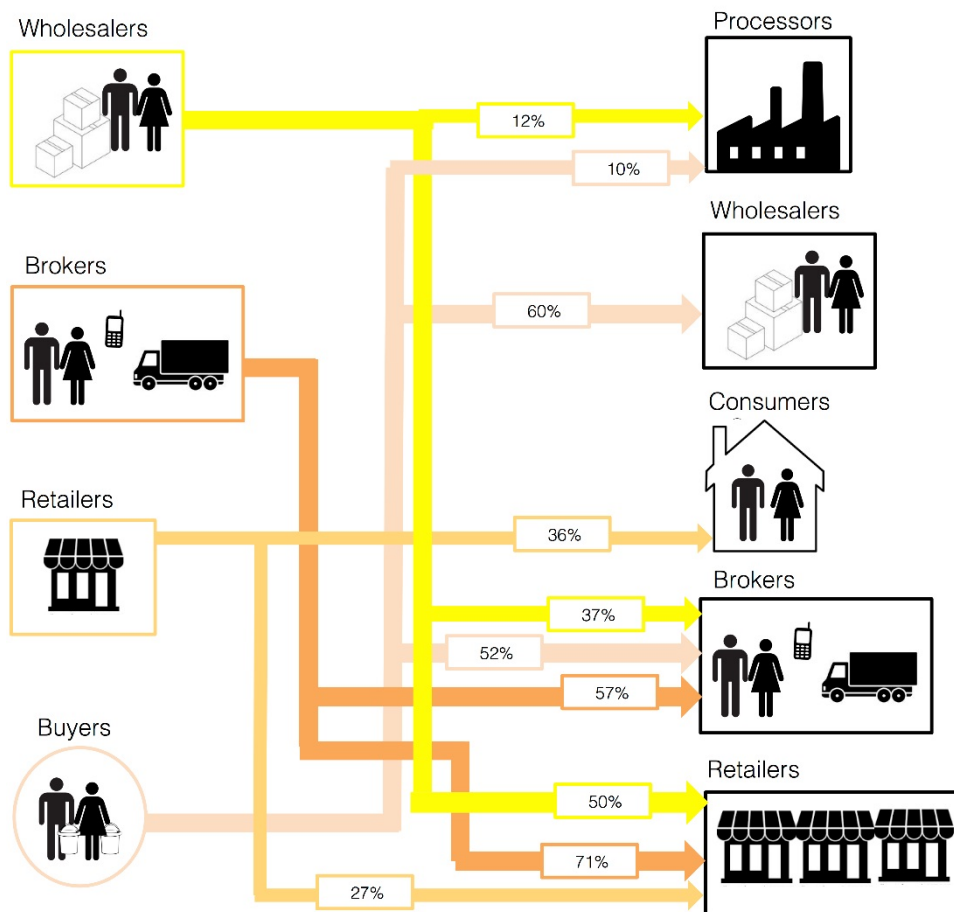 Wholesalers
Processors
12%
10%
Wholesalers
Brokers
60%
Consumers
Retailers
36%
Brokers
37%
52%
57%
Buyers
Retailers
50%
71%
27%